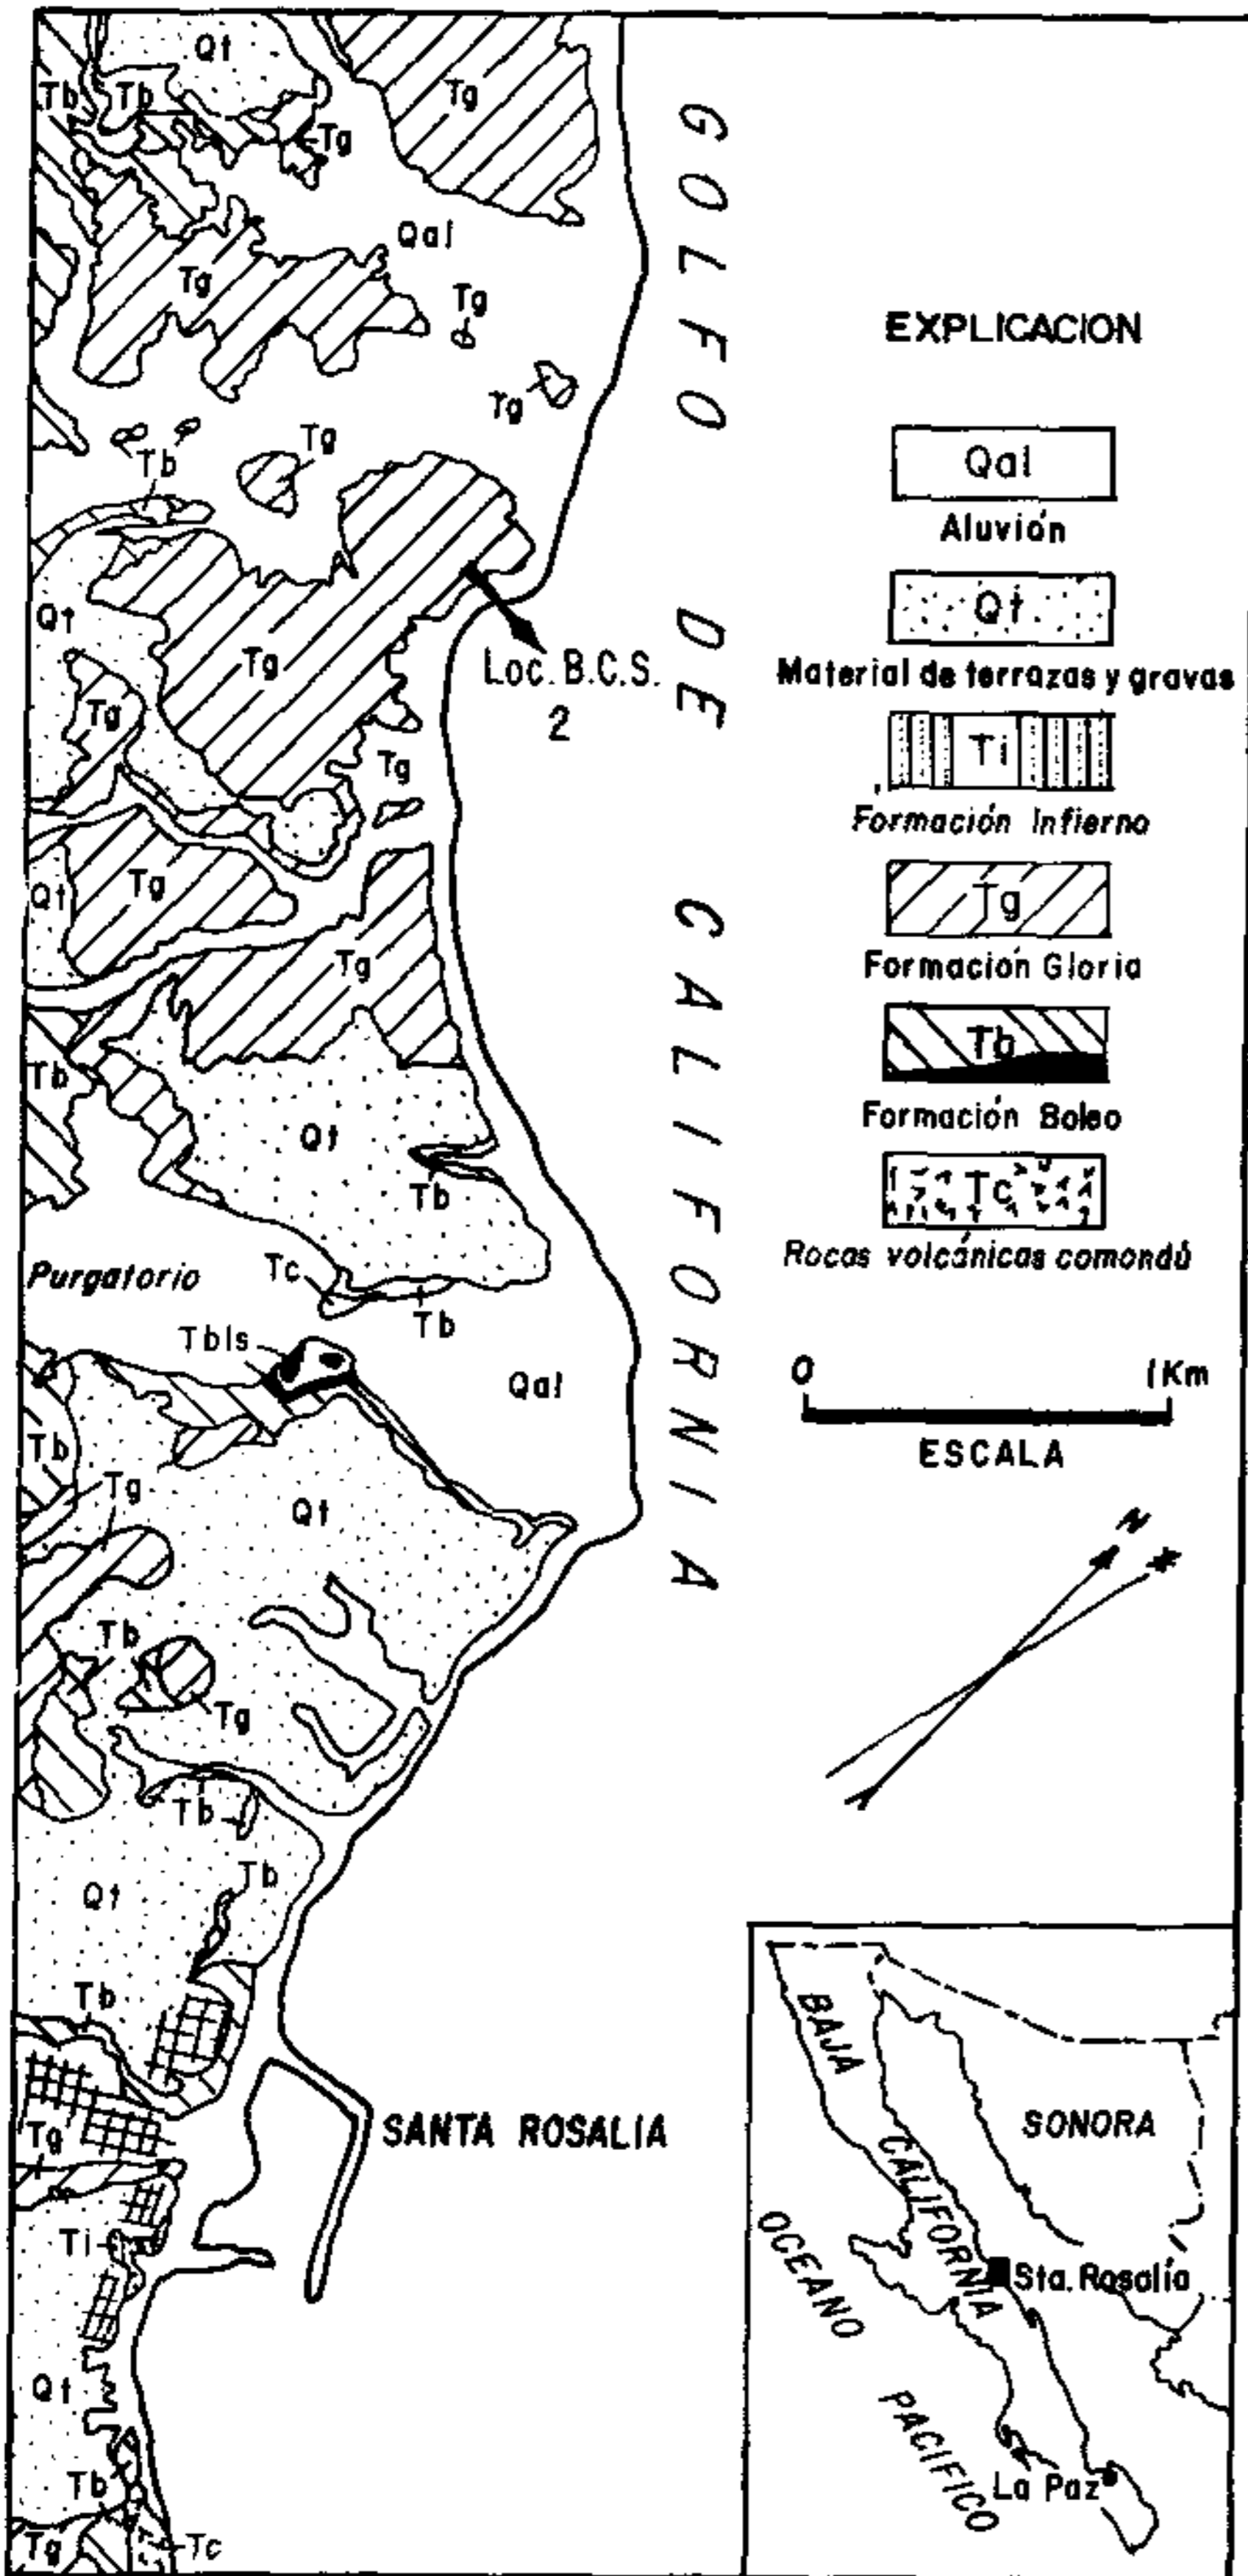 Qt
Tg
Tb
Tb
Tg
Qal
Tg
Tg
Tg
Tg
Tb
Qt
Tg
Loc. B.C.S.
2
Tg
Tg
Qt
Tg
Tg
Tb
Qt
Tb
Purgatorio
Tc
Tb
Tbls
Qal
Tb
Tg
Qt
Tb
Tg
Tb
Tb
Qt
Tb
SANTA ROSALIA
Tg
Ti
Qt
Tb
Tg
Tc
GOLFO DE CALIFORNIA
EXPLICACION
Qal
Aluvión
Qt
Material de terrazas y gravas
Ti
Formación Infierno
Tg
Formación Gloria
Tb
Formación Boleo
Tc
Rocas volcánicas comondú
0 1Km
ESCALA
N
BAJA CALIFORNIA
SONORA
OCEANO PACIFICO
Sta. Rosalía
La Paz